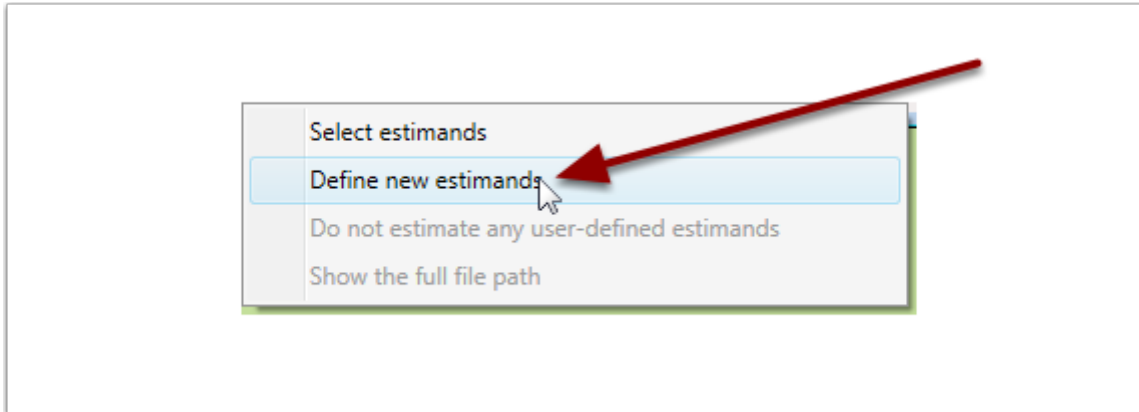 Select estimands
Define new estimands
Do not estimate any user-defined estimands
Show the full file path